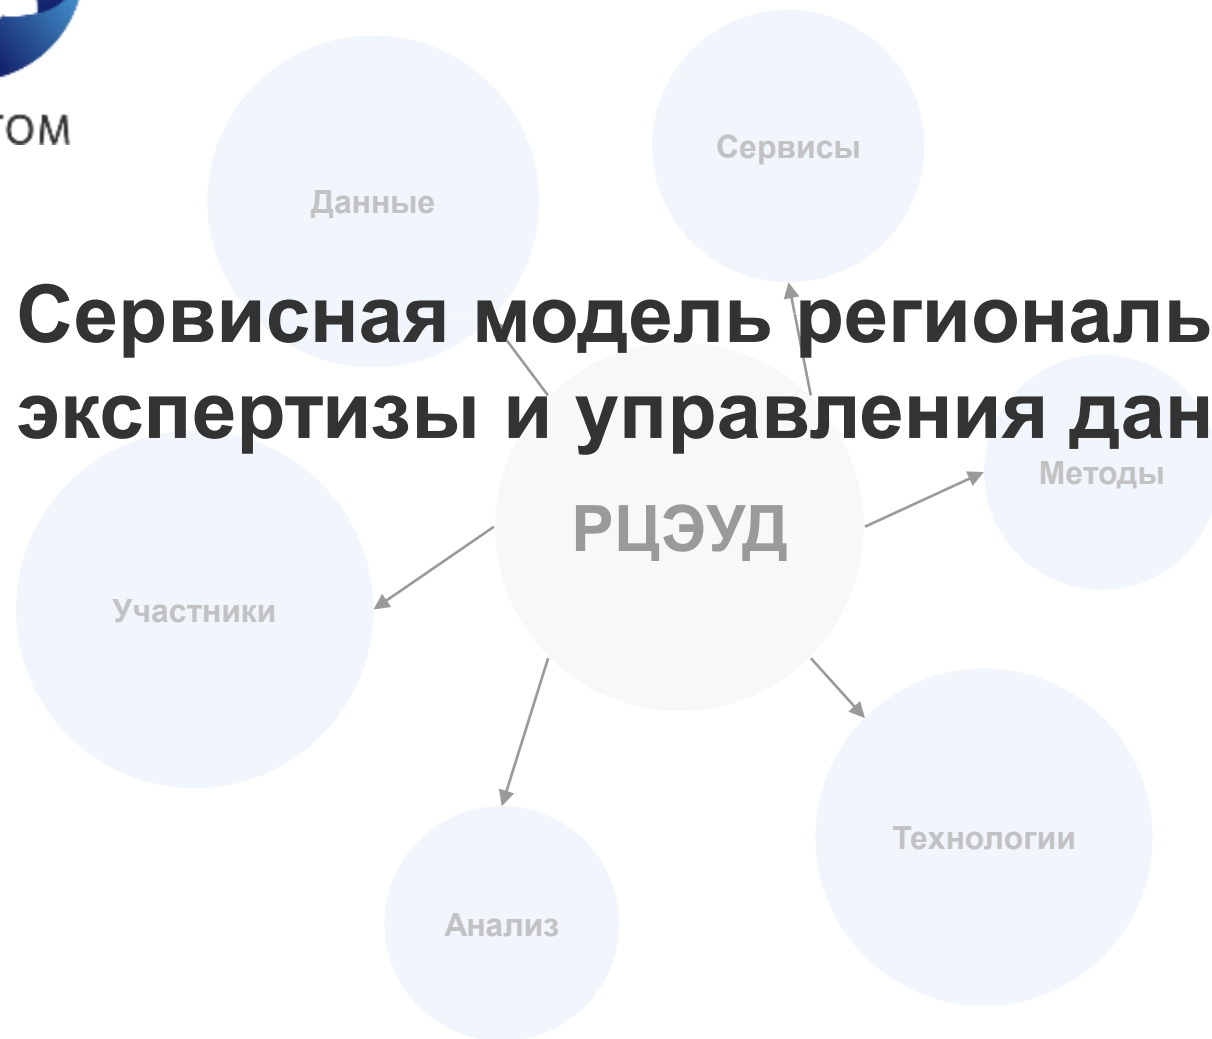 ТОМ
Сервисы
Данные
Сервисная модель региональ
экспертизы и управления дан
Методы
РЦЭУД
Участники
Технологии
Анализ